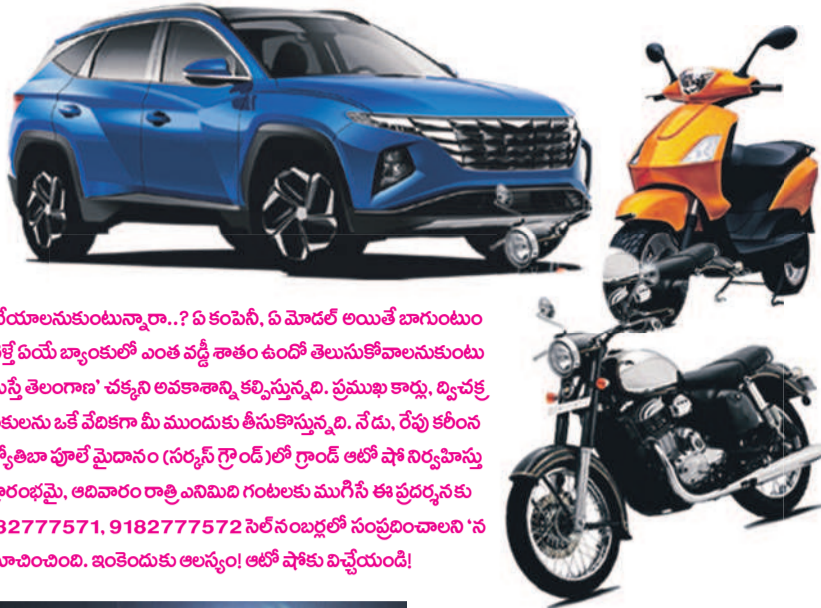 చేయాలనుకుంటున్నారా..? ఏ కంపెనీ, ఏ మోడల్ అయితే బాగుంటుం
ఏయే బ్యాంకులో ఎంత వడ్డీ శాతం ఉందో తెలుసుకోవాలనుకుంటు
స్తే తెలంగాణ' చక్కని అవకాశాన్ని కల్పిస్తున్నది. ప్రముఖ కార్లు, ద్విచక్ర
కులను ఒకే వేదికగా మీ ముందుకు తీసుకొస్తున్నది. నేడు, రేపు కరీంన
్యోతిబా పూలే మైదానం (సర్కస్ గ్రౌండ్)లో గ్రాండ్ ఆటో షో నిర్వహిస్తు
ారంభమై, ఆదివారం రాత్రి ఎనిమిది గంటలకు ముగిసే ఈ ప్రదర్శనకు
82777571, 9182777572 సెల్‌నంబర్లలో సంప్రదించాలని 'న
సూచించింది. ఇంకెందుకు ఆలస్యం! ఆటో షోకు విచ్చేయండి!